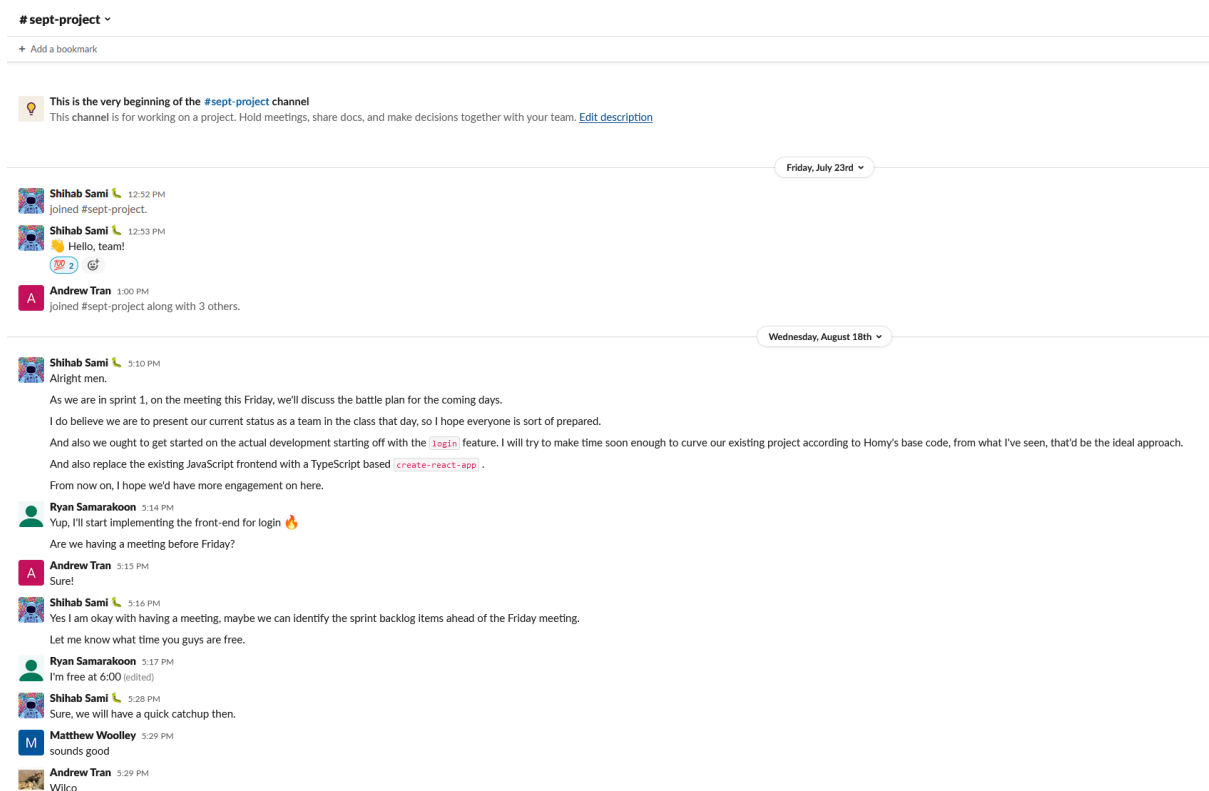 # sept-project
+ Add a bookmark
This is the very beginning of the #sept-project channel
This channel is for working on a project. Hold meetings, share docs, and make decisions together with your team. Edit description
Friday, July 23rd
Shihab Sami 12:52 PM
joined #sept-project.
Shihab Sami 12:53 PM
Hello, team!
100 2
A
Andrew Tran 1:00 PM
joined #sept-project along with 3 others.
Wednesday, August 18th
Shihab Sami 5:10 PM
Alright men.
As we are in sprint 1, on the meeting this Friday, we'll discuss the battle plan for the coming days.
I do believe we are to present our current status as a team in the class that day, so I hope everyone is sort of prepared.
And also we ought to get started on the actual development starting off with the login feature. I will try to make time soon enough to curve our existing project according to Homy's base code, from what I've seen, that'd be the ideal approach.
And also replace the existing JavaScript frontend with a TypeScript based create-react-app .
From now on, I hope we'd have more engagement on here.
Ryan Samarakoon 5:14 PM
Yup, I'll start implementing the front-end for login
Are we having a meeting before Friday?
A
Andrew Tran 5:15 PM
Sure!
Shihab Sami 5:16 PM
Yes I am okay with having a meeting, maybe we can identify the sprint backlog items ahead of the Friday meeting.
Let me know what time you guys are free.
Ryan Samarakoon 5:17 PM
I'm free at 6:00 (edited)
Shihab Sami 5:28 PM
Sure, we will have a quick catchup then.
M
Matthew Woolley 5:29 PM
sounds good
Andrew Tran 5:29 PM
Wilco